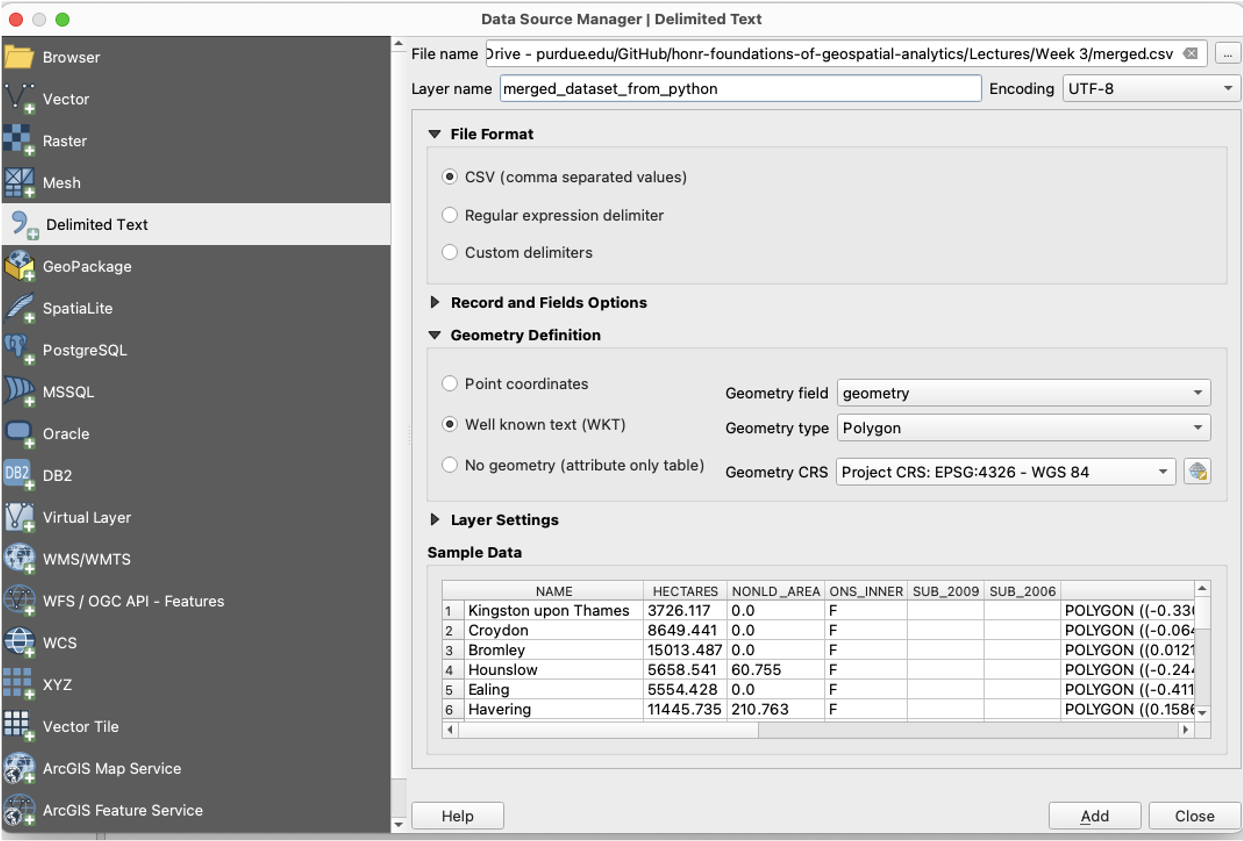 Data Source Manager | Delimited Text
Browser
Vector
Raster
Mesh
Delimited Text
GeoPackage
SpatiaLite
PostgreSQL
MSSQL
Oracle
DB2 DB2
Virtual Layer
WMS/WMTS
WFS / OGC API - Features
WCS
XYZ
Vector Tile
ArcGIS Map Service
ArcGIS Feature Service
File name Drive - purdue.edu/GitHub/honr-foundations-of-geospatial-analytics/Lectures/Week 3/merged.csv ...
Layer name merged_dataset_from_python Encoding UTF-8
File Format
CSV (comma separated values)
Regular expression delimiter
Custom delimiters
Record and Fields Options
Geometry Definition
Point coordinates
Well known text (WKT)
No geometry (attribute only table)
Geometry field geometry
Geometry type Polygon
Geometry CRS Project CRS: EPSG:4326 - WGS 84
Layer Settings
Sample Data
NAME HECTARES NONLD_AREA ONS_INNER SUB_2009 SUB_2006
1 Kingston upon Thames 3726.117 0.0 F POLYGON ((-0.330
2 Croydon 8649.441 0.0 F POLYGON ((-0.064
3 Bromley 15013.487 0.0 F POLYGON ((0.0121
4 Hounslow 5658.541 60.755 F POLYGON ((-0.244
5 Ealing 5554.428 0.0 F POLYGON ((-0.411
6 Havering 11445.735 210.763 F POLYGON ((0.1586
Help Add Close